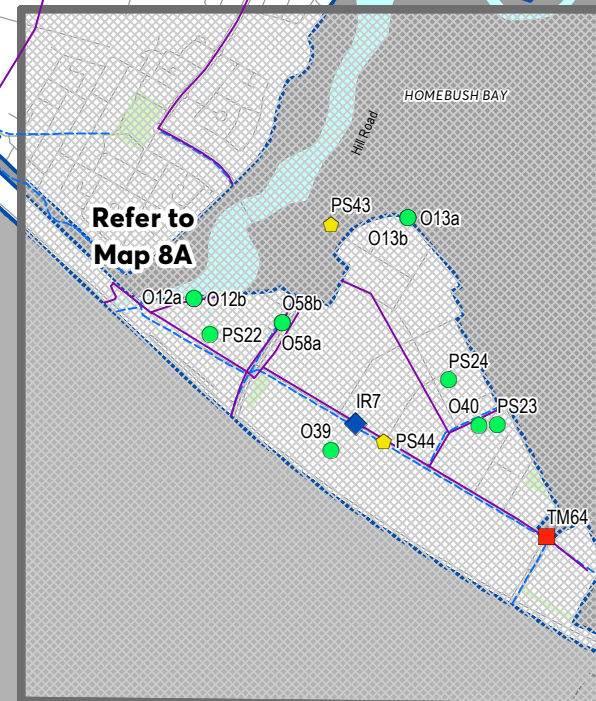 HOMEBUSH BAY
Hill Road
PS43
O13a
O13b
Refer to
Map 8A
O12a
O12b
O58b
PS22
O58a
PS24
IR7
O40
PS23
O39
PS44
TM64